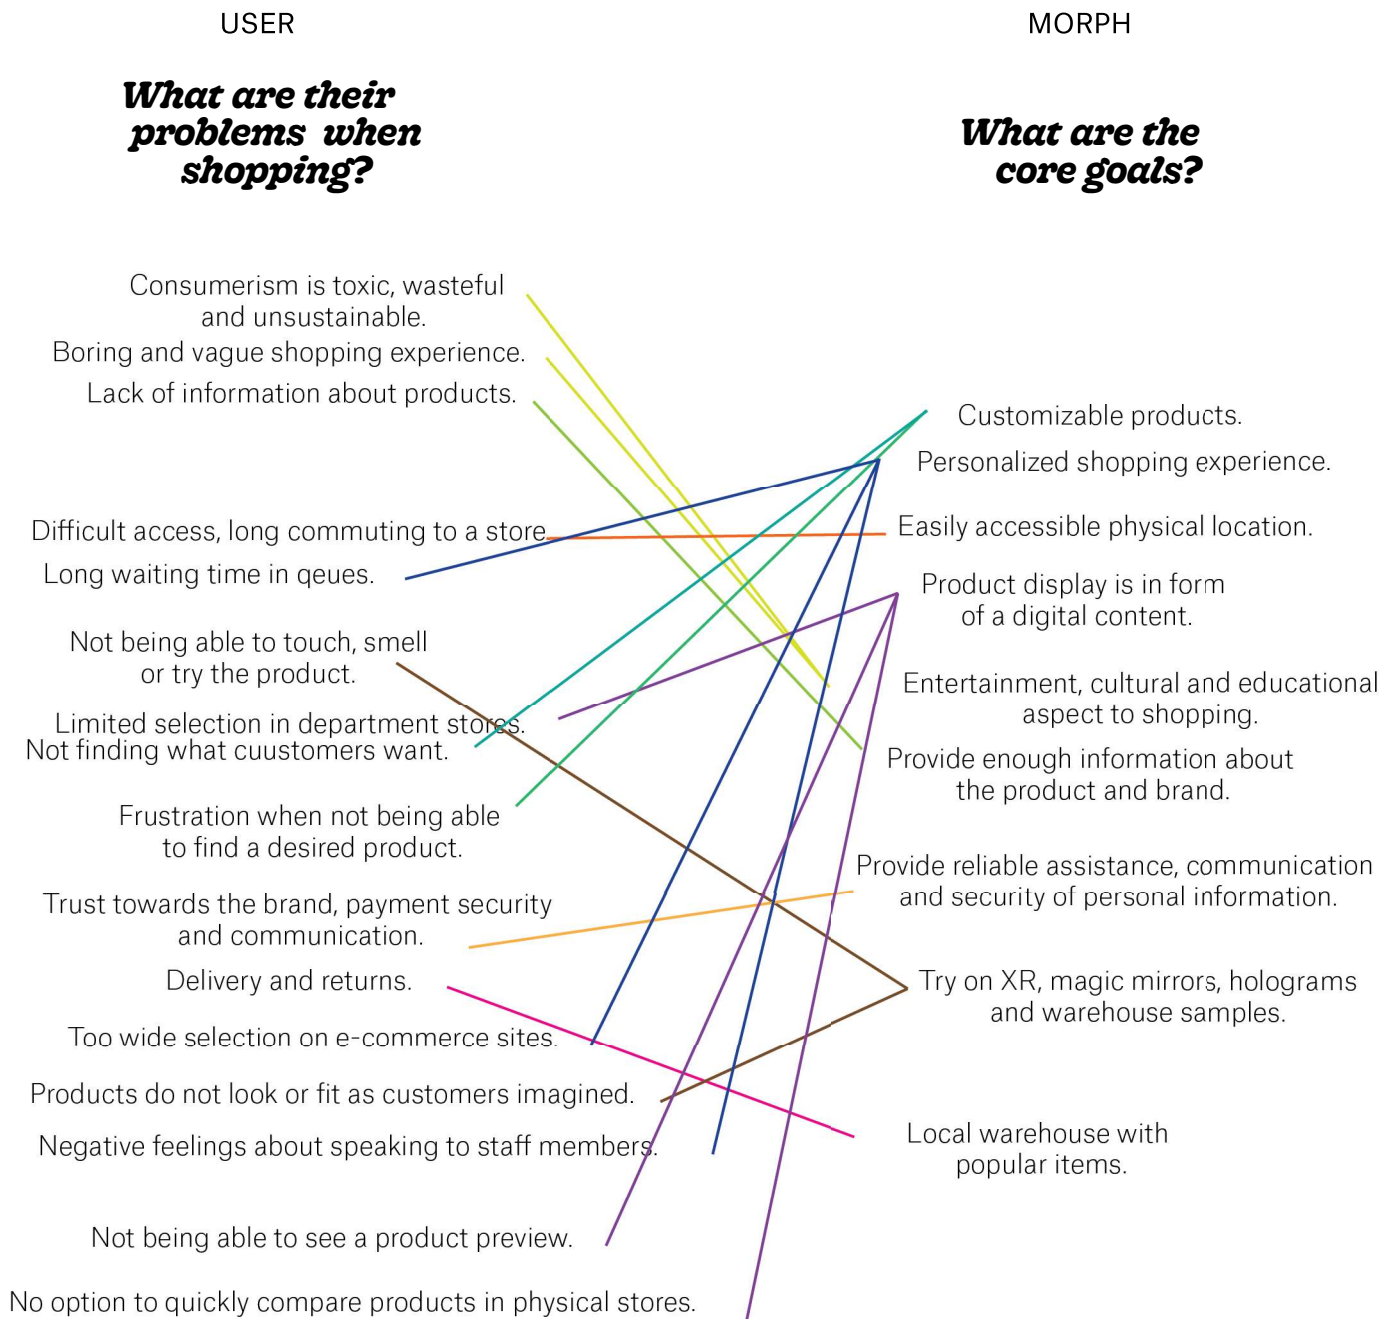 USER
What are their
problems when
shopping?
Consumerism is toxic, wasteful
and unsustainable.
Boring and vague shopping experience.
Lack of information about products.
Difficult access, long commuting to a store
Long waiting time in qeues.
Not being able to touch, smell
or try the product.
Limited selection in department stores.
Not finding what cuustomers want.
Frustration when not being able
to find a desired product.
Trust towards the brand, payment security
and communication.
Delivery and returns.
Too wide selection on e-commerce sites.
Products do not look or fit as customers imagined.
Negative feelings about speaking to staff members.
Not being able to see a product preview.
No option to quickly compare products in physical stores.
MORPH
What are the
core goals?
Customizable products.
Personalized shopping experience.
Easily accessible physical location.
Product display is in form
of a digital content.
Entertainment, cultural and educational
aspect to shopping.
Provide enough information about
the product and brand.
Provide reliable assistance, communication
and security of personal information.
Try on XR, magic mirrors, holograms
and warehouse samples.
Local warehouse with
popular items.